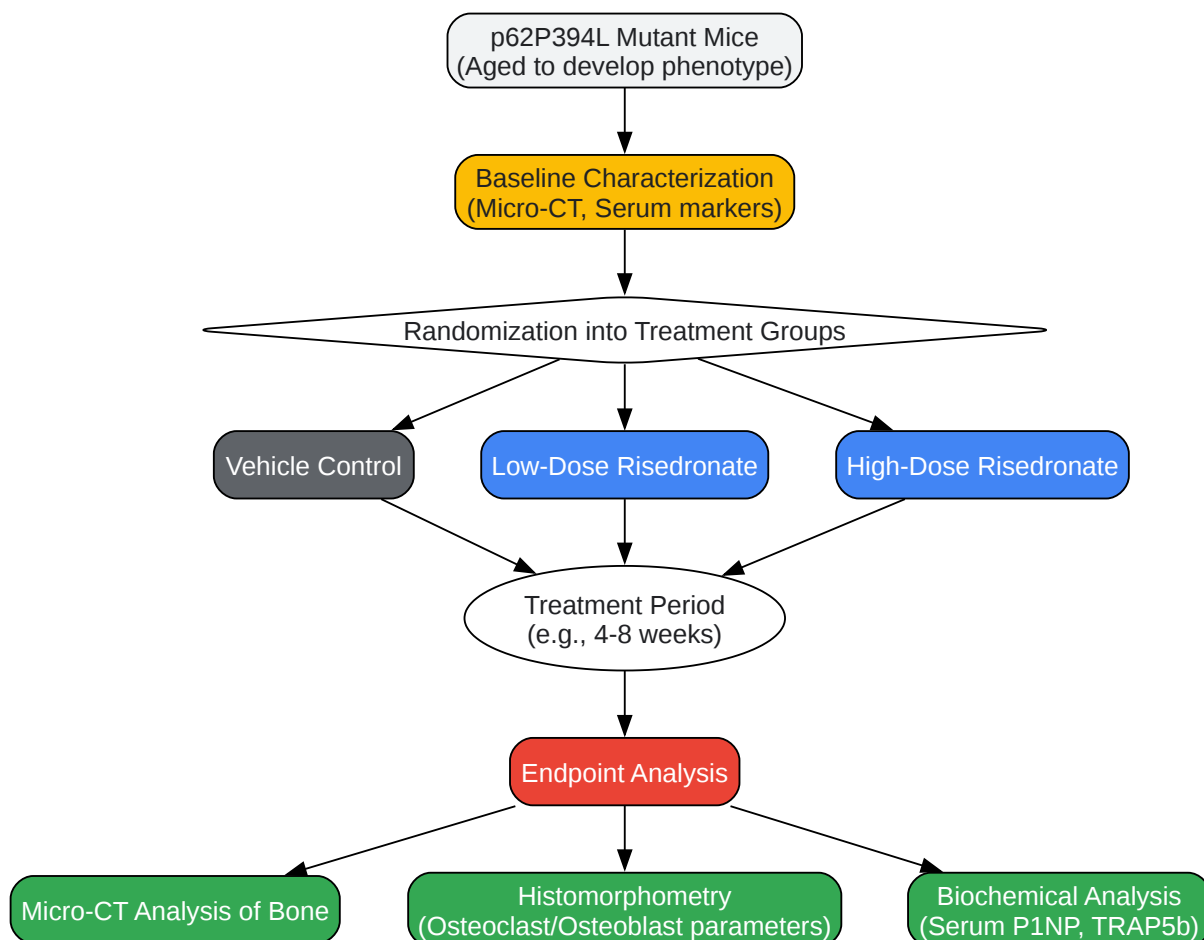 p62P394L Mutant Mice
(Aged to develop phenotype)
Baseline Characterization
(Micro-CT, Serum markers)
Randomization into Treatment Groups
Vehicle Control
Low-Dose Risedronate
High-Dose Risedronate
Treatment Period
(e.g., 4-8 weeks)
Endpoint Analysis
Micro-CT Analysis of Bone
Histomorphometry
(Osteoclast/Osteoblast parameters)
Biochemical Analysis
(Serum P1NP, TRAP5b)